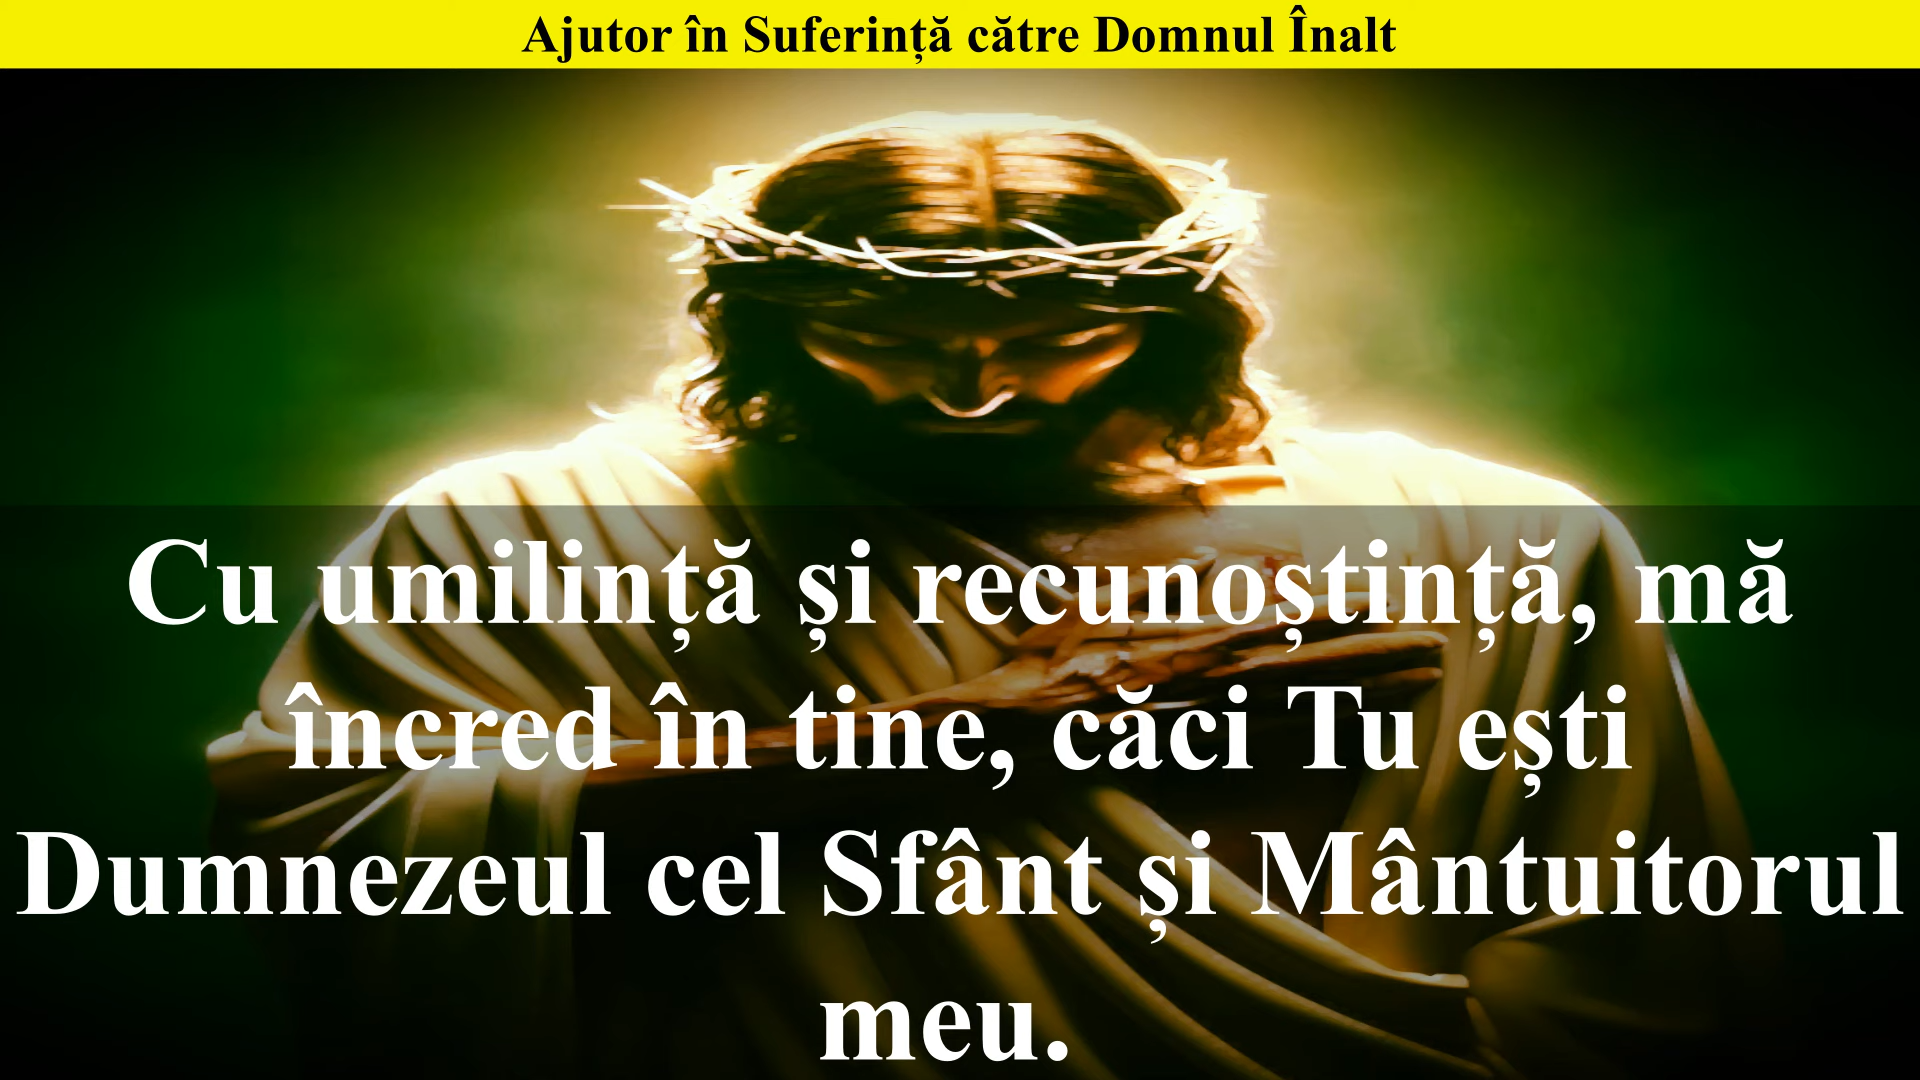 Ajutor în Suferință către Domnul Înalt
Cu umilință și recunoștință, mă
încred în tine, căci Tu ești
Dumnezeul cel Sfânt și Mântuitorul
meu.